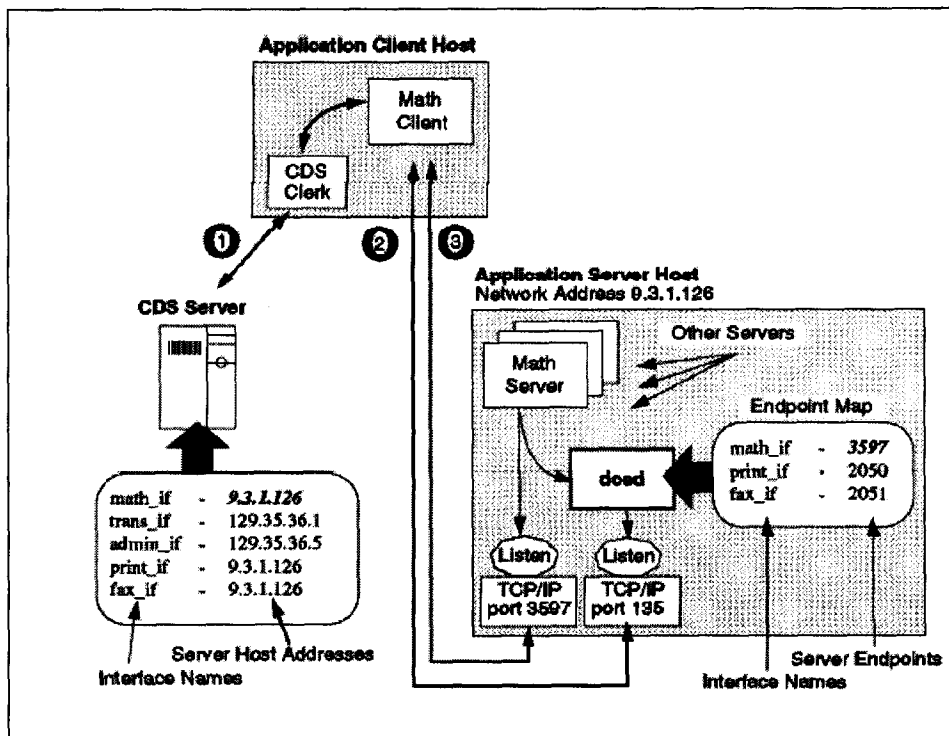 Application Client Host
Math
Client
CDS
Clerk
1
2
3
CDS Server
Application Server Host
Network Address 9.3.1.126
Other Servers
Math
Server
Endpoint Map
math_if - 3597
print_if - 2050
fax_if - 2051
dced
math_if - 9.3.1.126
trans_if - 129.35.36.1
admin_if - 129.35.36.5
print_if - 9.3.1.126
fax_if - 9.3.1.126
Listen
Listen
TCP/IP
port 3597
TCP/IP
port 135
Server Host Addresses
Interface Names
Server Endpoints
Interface Names